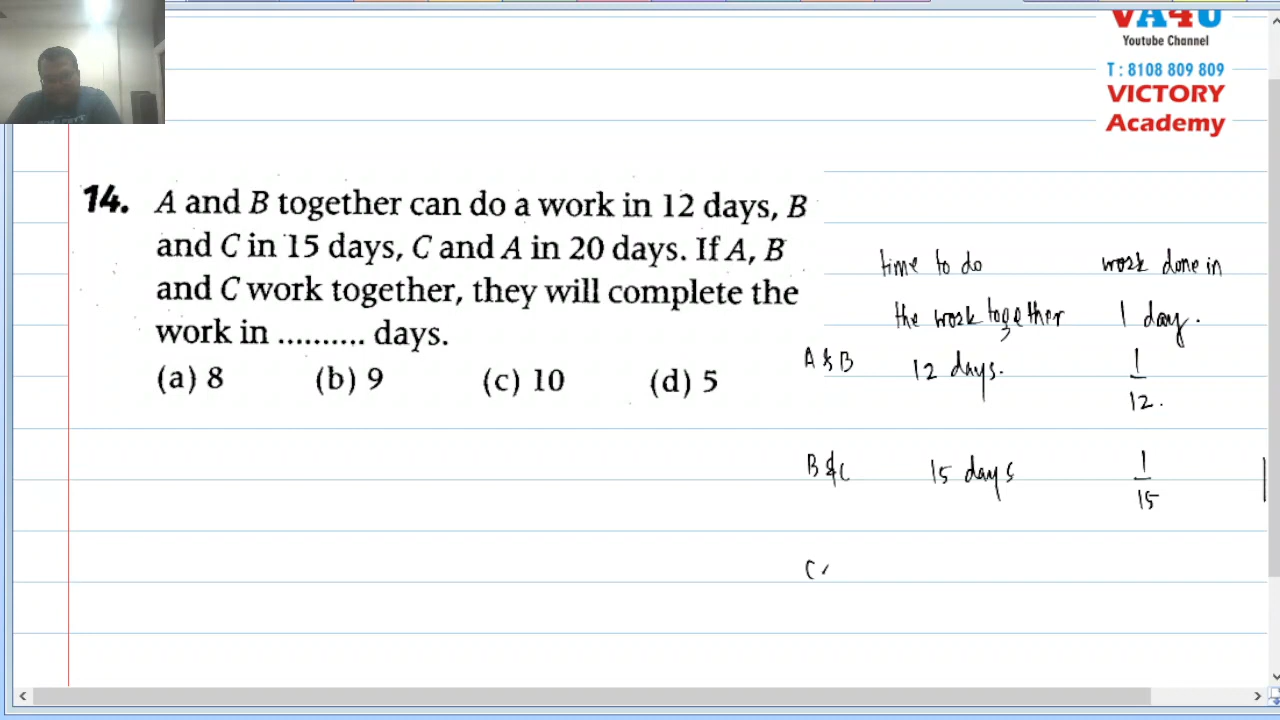 VA4U
Youtube Channel
T : 8108 809 809
VICTORY
Academy
14. A and B together can do a work in 12 days, B
and C in 15 days, C and A in 20 days. If A, B
and C work together, they will complete the
work in .......... days.
(a) 8 (b) 9 (c) 10 (d) 5
time to do work done in
the work together 1 day.
A & B 12 days. 1/12.
B & C 15 days 1/15
C